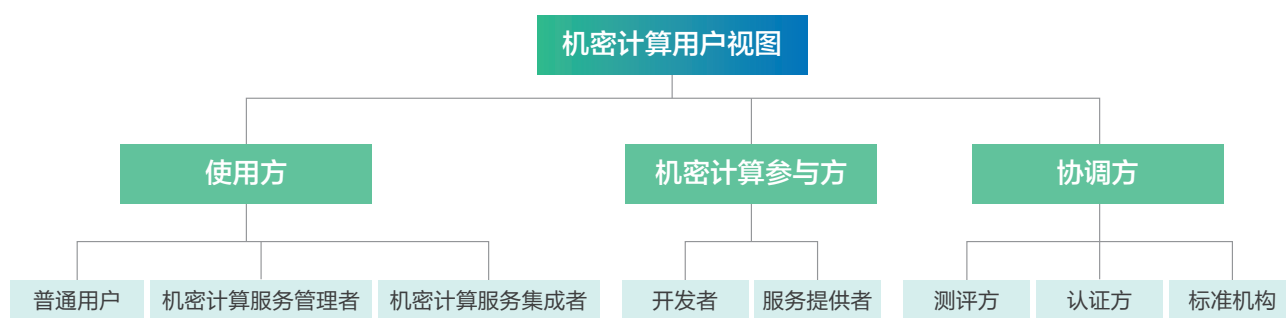 机密计算用户视图
使用方
机密计算参与方
协调方
普通用户
机密计算服务管理者
机密计算服务集成者
开发者
服务提供者
测评方
认证方
标准机构